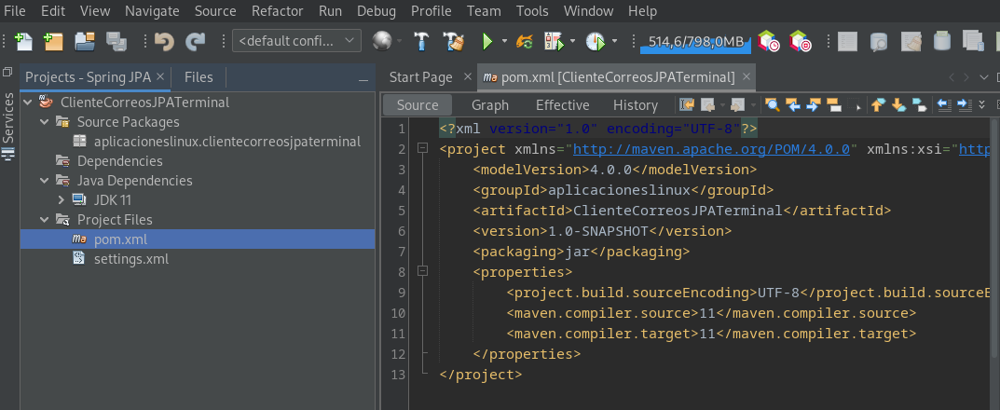 File Edit View Navigate Source Refactor Run Debug Profile Team Tools Window Help
<default confi... 514,6/798,0MB
Services
Projects - Spring JPA × Files
ClienteCorreosJPATerminal
Source Packages
aplicacioneslinux.clientecorreosjpaterminal
Dependencies
Java Dependencies
JDK 11
Project Files
pom.xml
settings.xml
Start Page × pom.xml [ClienteCorreosJPATerminal] ×
Source Graph Effective History
1 <?xml version="1.0" encoding="UTF-8"?>
2 <project xmlns="http://maven.apache.org/POM/4.0.0" xmlns:xsi="http
3 <modelVersion>4.0.0</modelVersion>
4 <groupId>aplicacioneslinux</groupId>
5 <artifactId>ClienteCorreosJPATerminal</artifactId>
6 <version>1.0-SNAPSHOT</version>
7 <packaging>jar</packaging>
8 <properties>
9 <project.build.sourceEncoding>UTF-8</project.build.sourceE
10 <maven.compiler.source>11</maven.compiler.source>
11 <maven.compiler.target>11</maven.compiler.target>
12 </properties>
13 </project>